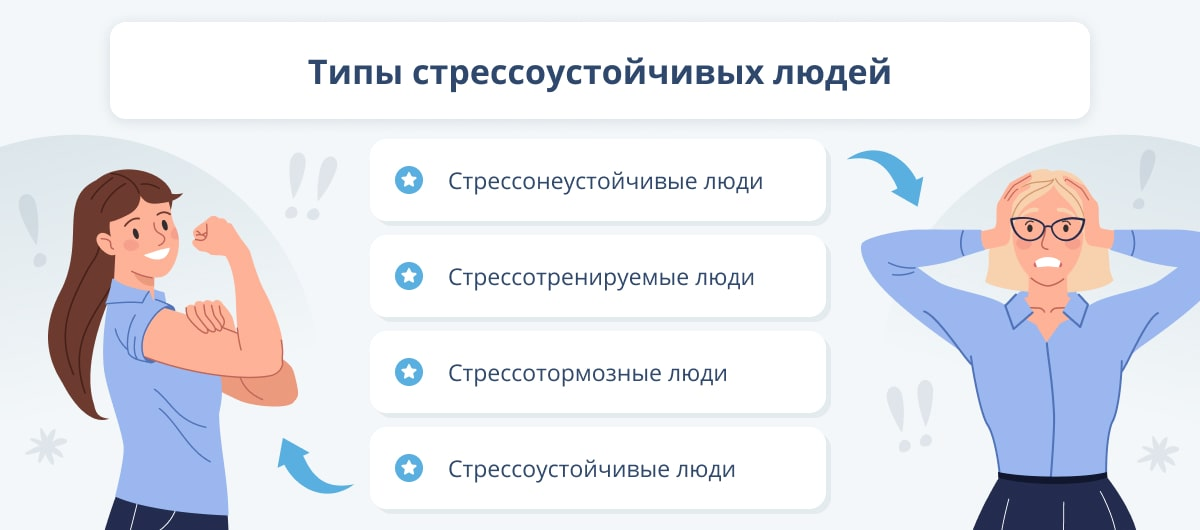 Типы стрессоустойчивых людей
Стрессонеустойчивые люди
Стрессотренируемые люди
Стрессотормозные люди
Стрессоустойчивые люди